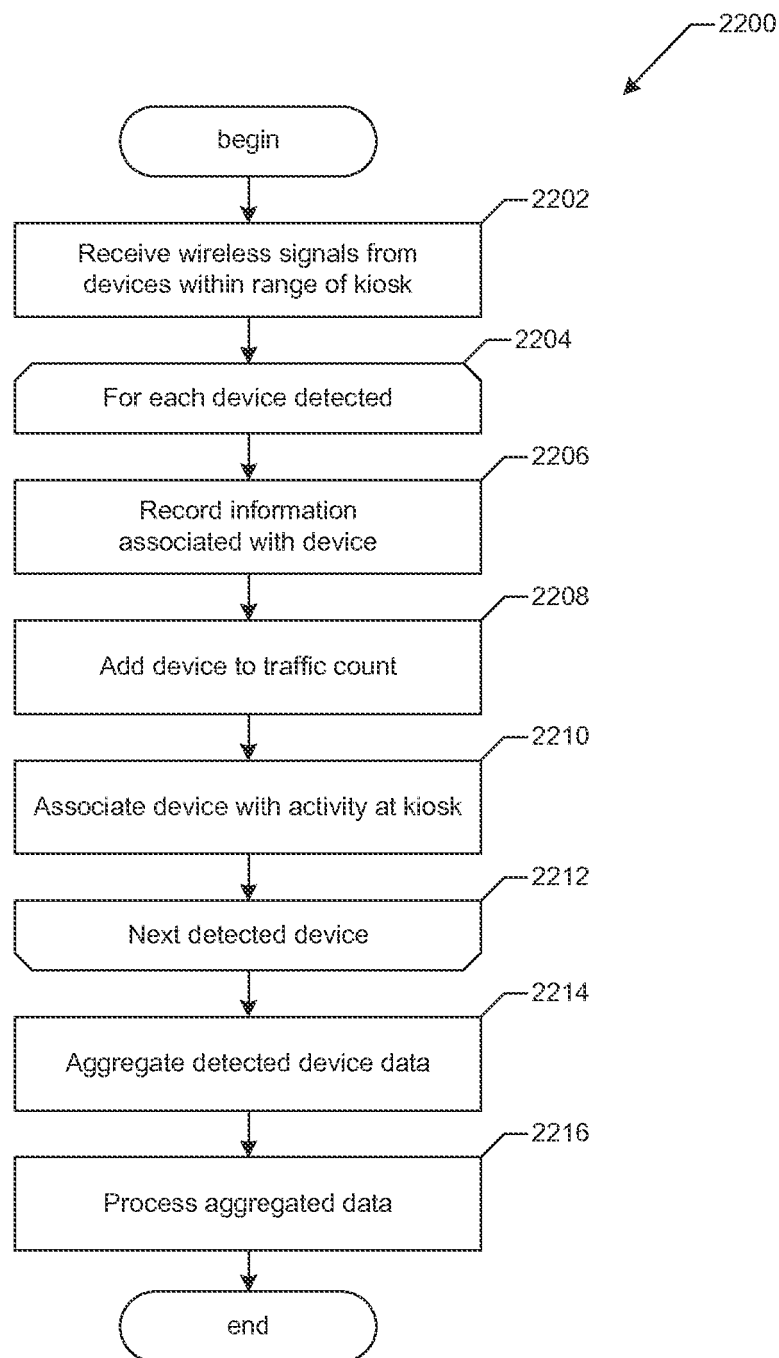 2200
begin
2202
Receive wireless signals from
devices within range of kiosk
2204
For each device detected
2206
Record information
associated with device
2208
Add device to traffic count
2210
Associate device with activity at kiosk
2212
Next detected device
2214
Aggregate detected device data
2216
Process aggregated data
end